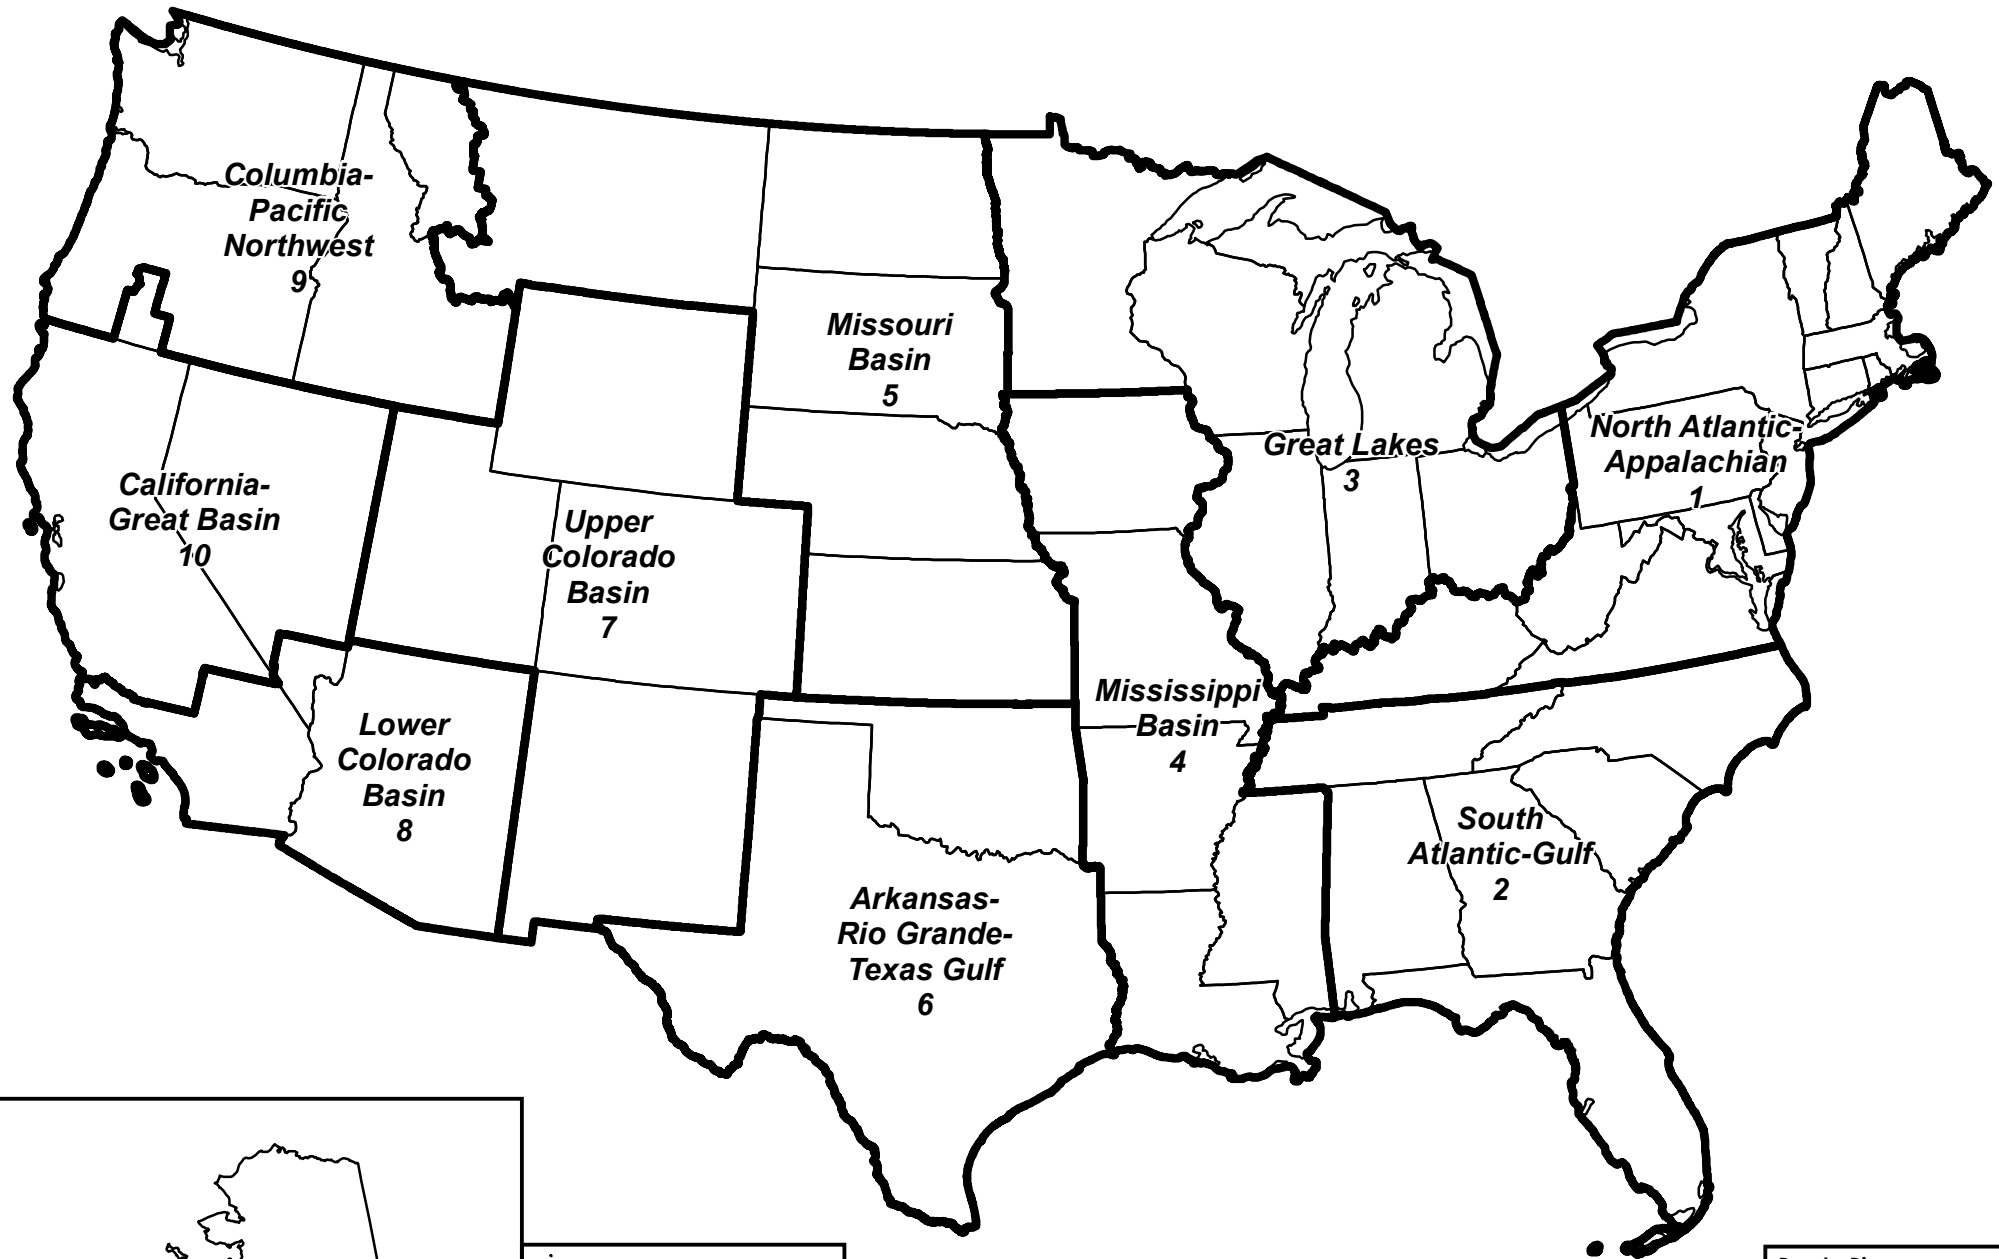 Columbia-
Pacific
Northwest
9
Missouri
Basin
5
Great Lakes
3
North Atlantic-
Appalachian
1
California-
Great Basin
10
Upper
Colorado
Basin
7
Lower
Colorado
Basin
8
Mississippi
Basin
4
South
Atlantic-Gulf
2
Arkansas-
Rio Grande-
Texas Gulf
6